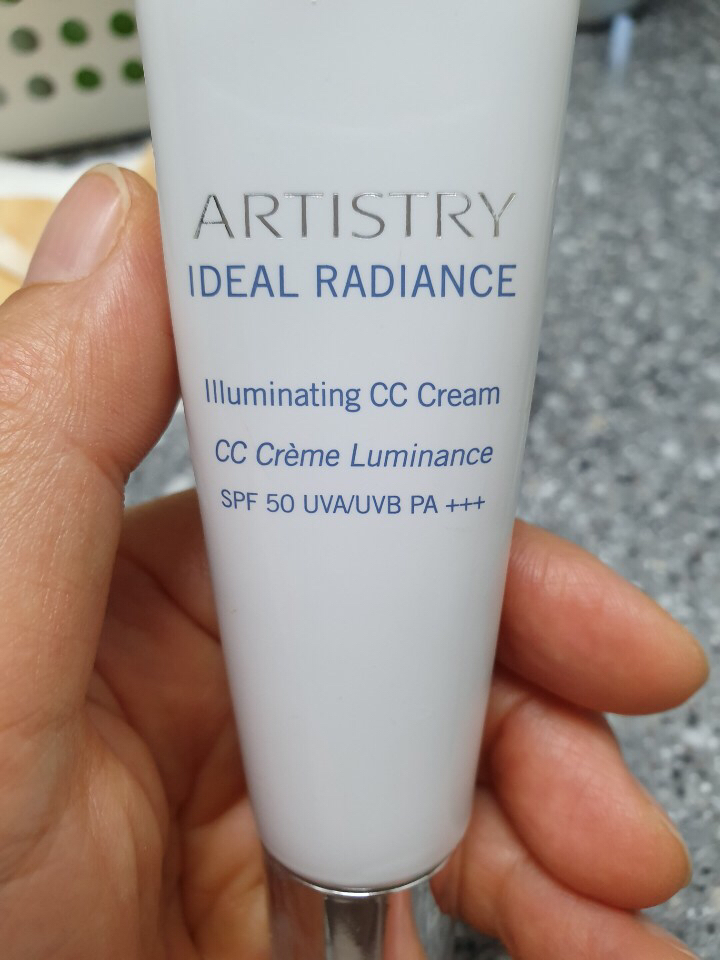 ARTISTRY
IDEAL RADIANCE
Illuminating CC Cream
CC Crème Luminance
SPF 50 UVA/UVB PA +++